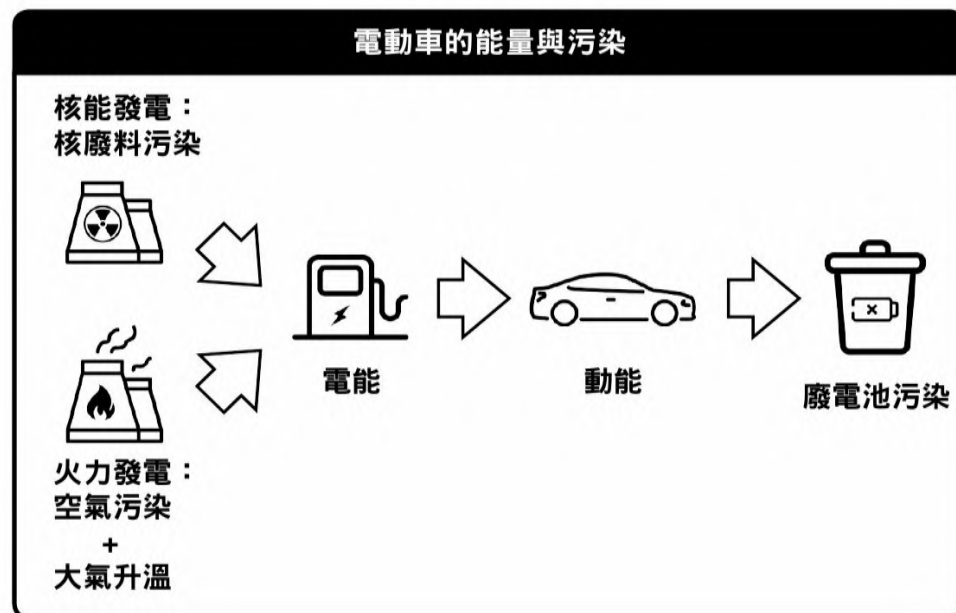 電動車的能量與污染
核能發電：
核廢料污染
電能
動能
廢電池污染
火力發電：
空氣污染
+
大氣升溫